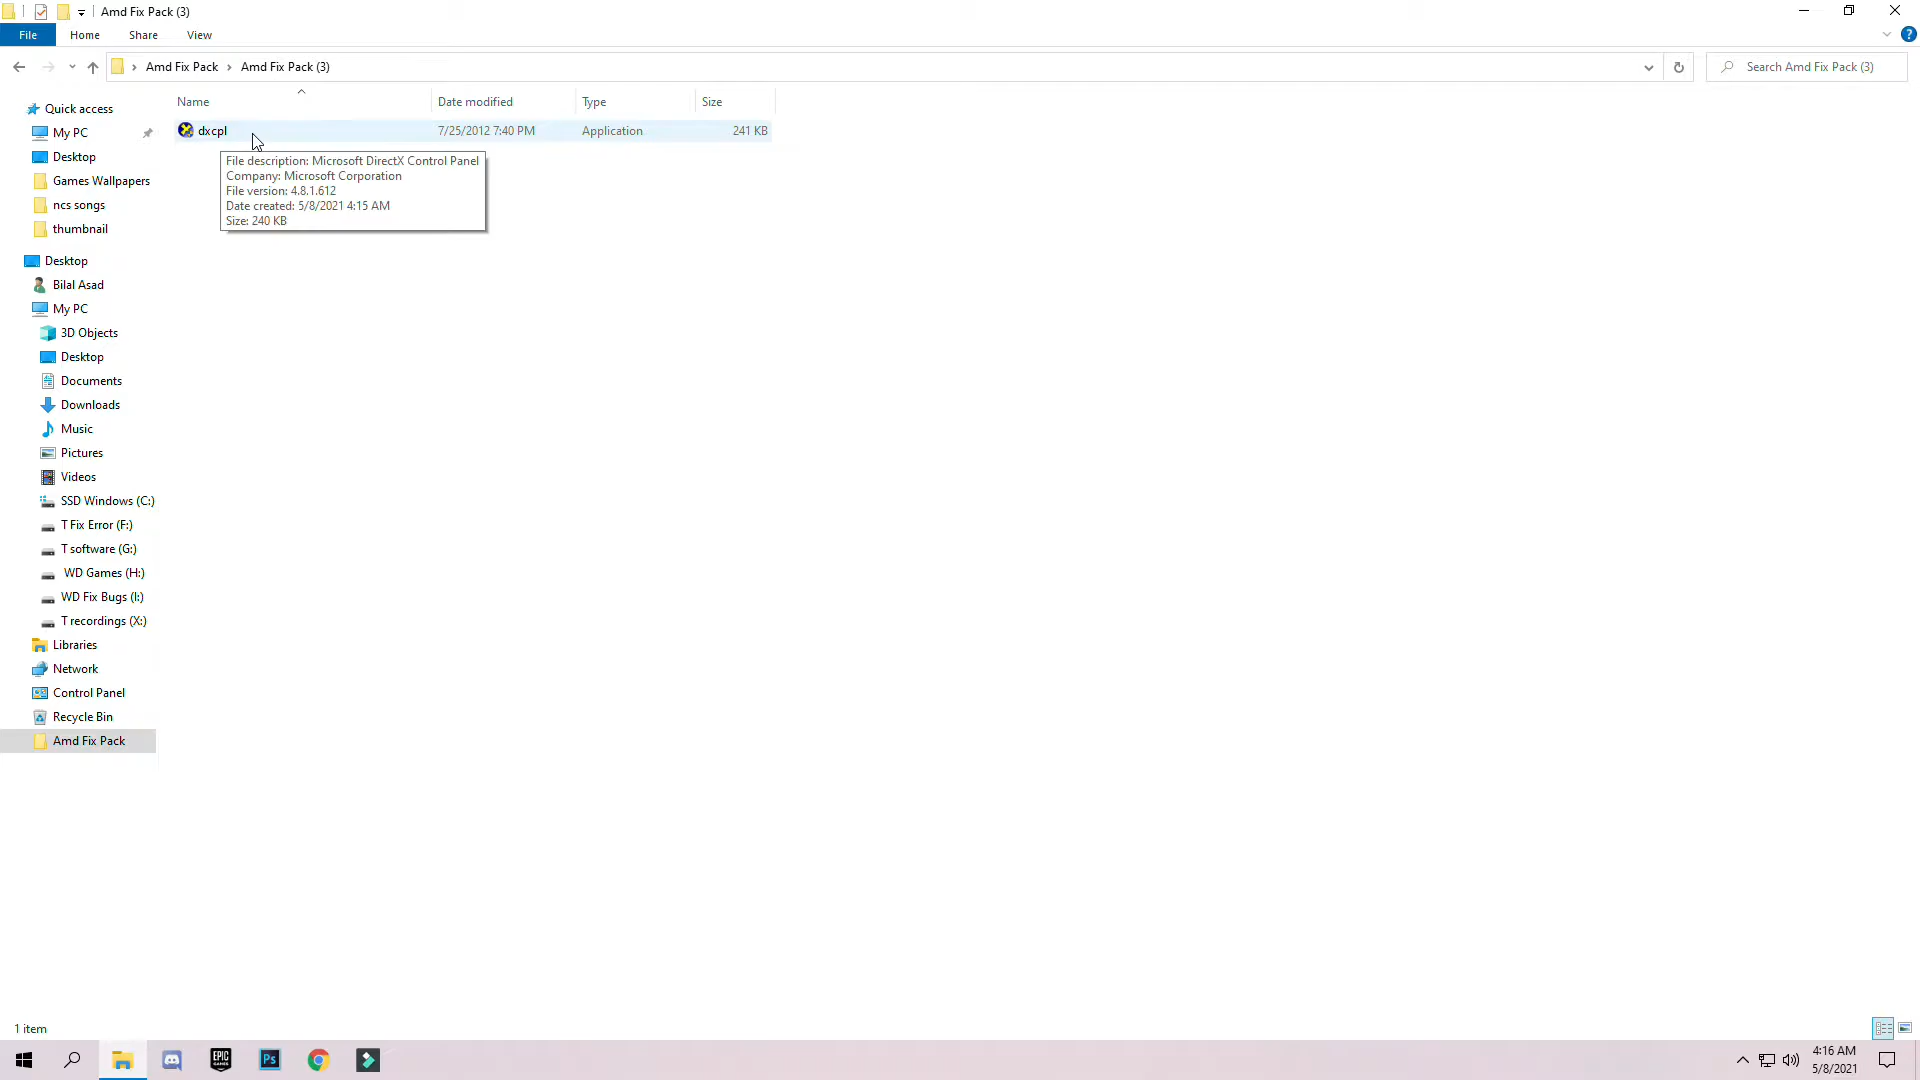 Amd Fix Pack (3)
File Home Share View
Amd Fix Pack Amd Fix Pack (3)
Search Amd Fix Pack (3)
Name Date modified Type Size
dxcpl 7/25/2012 7:40 PM Application 241 KB
File description: Microsoft DirectX Control Panel
Company: Microsoft Corporation
File version: 4.8.1.612
Date created: 5/8/2021 4:15 AM
Size: 240 KB
Quick access
My PC
Desktop
Games Wallpapers
ncs songs
thumbnail
Desktop
Bilal Asad
My PC
3D Objects
Desktop
Documents
Downloads
Music
Pictures
Videos
SSD Windows (C:)
T Fix Error (F:)
T software (G:)
WD Games (H:)
WD Fix Bugs (I:)
T recordings (X:)
Libraries
Network
Control Panel
Recycle Bin
Amd Fix Pack
1 item
EPIC GAMES
Ps
4:16 AM
5/8/2021